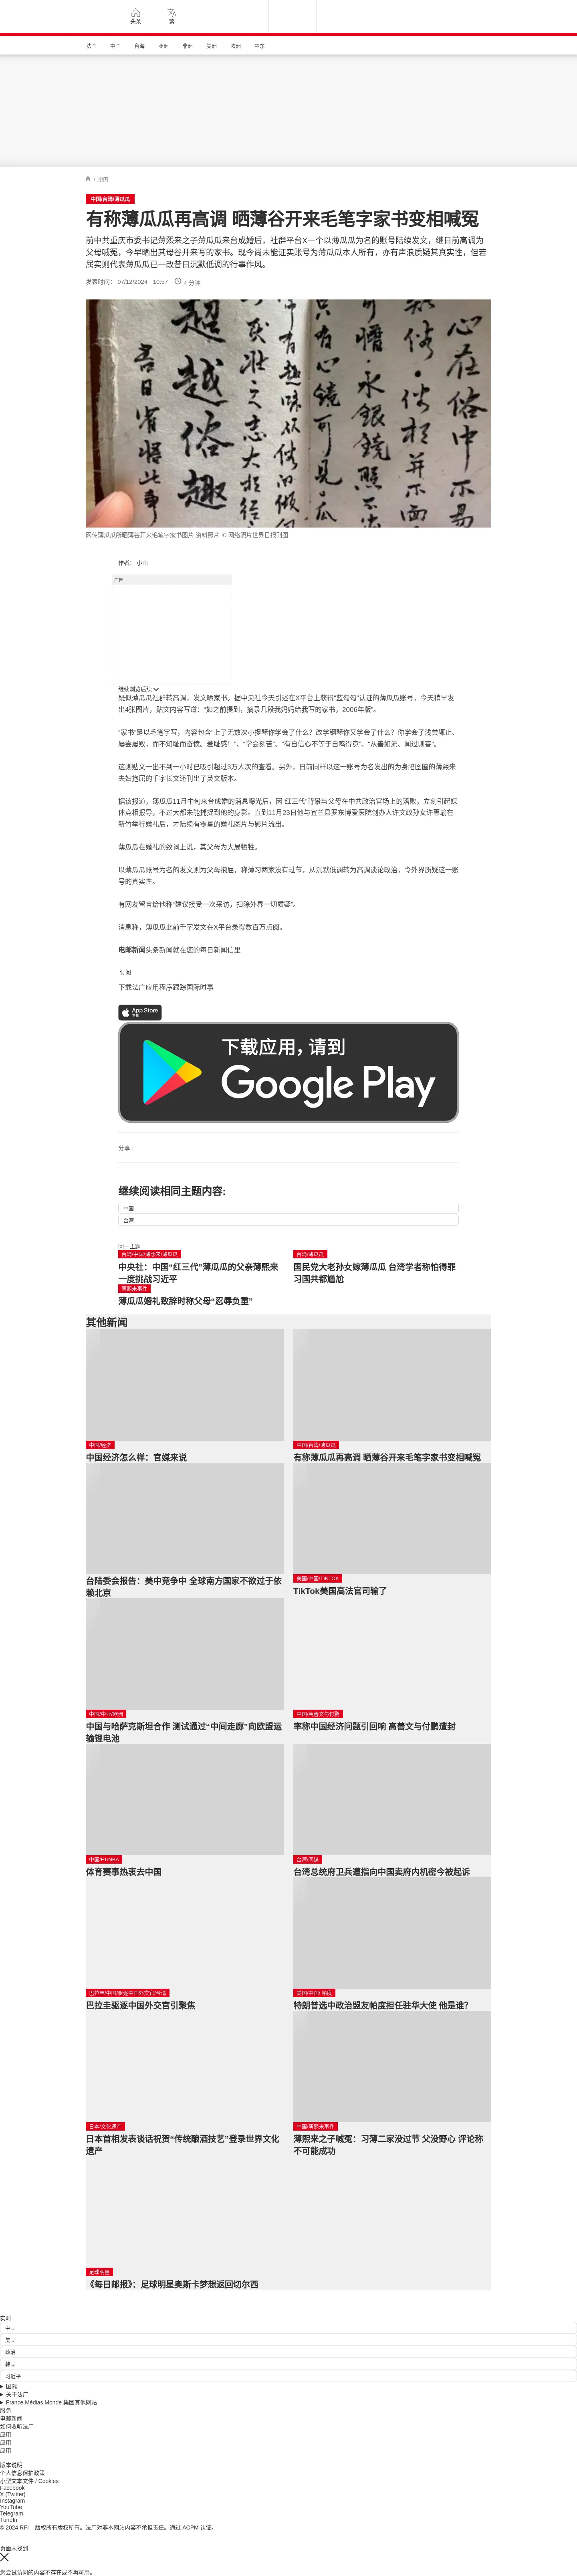 头条
繁
法国
中国
台海
亚洲
非洲
美洲
欧洲
中东
/ 中国
中国/台湾/薄瓜瓜
有称薄瓜瓜再高调 晒薄谷开来毛笔字家书变相喊冤
前中共重庆市委书记薄熙来之子薄瓜瓜来台成婚后，社群平台X一个以薄瓜瓜为名的账号陆续发文，继日前高调为
父母喊冤，今早晒出其母谷开来写的家书。现今尚未能证实账号为薄瓜瓜本人所有，亦有声浪质疑其真实性，但若
属实则代表薄瓜瓜已一改昔日沉默低调的行事作风。
发表时间： 07/12/2024 - 10:57
4 分钟
网传薄瓜瓜所晒薄谷开来毛笔字家书图片 资料照片 © 网络照片世界日报刊图
作者： 小山
广告
继续浏览后续
疑似薄瓜瓜社群转高调，发文晒家书。据中央社今天引述在X平台上获得“蓝勾勾”认证的薄瓜瓜账号，今天稍早发
出4张图片，贴文内容写道：“如之前提到，摘录几段我妈妈给我写的家书，2006年版”。
“家书”是以毛笔字写，内容包含“上了无数次小提琴你学会了什么？改学钢琴你又学会了什么？你学会了浅尝辄止、
屡尝屡败，而不知耻而奋愤。羞耻感！”、“学会刻苦”、“有自信心不等于自鸣得意”、“从善如流、闻过则喜”。
这则贴文一出不到一小时已吸引超过3万人次的查看。另外，日前同样以这一账号为名发出的为身陷囹圄的薄熙来
夫妇抱屈的千字长文还刊出了英文版本。
据该报道，薄瓜瓜11月中旬来台成婚的消息曝光后，因“红三代”背景与父母在中共政治官场上的落败，立刻引起媒
体竞相报导，不过大都未能捕捉到他的身影。直到11月23日他与宜兰县罗东博爱医院创办人许文政孙女许惠瑜在
新竹举行婚礼后，才陆续有零星的婚礼图片与影片流出。
薄瓜瓜在婚礼的致词上说，其父母为大局牺牲。
以薄瓜瓜账号为名的发文则为父母抱屈，称薄习两家没有过节，从沉默低调转为高调谈论政治，令外界质疑这一账
号的真实性。
有网友留言给他称“建议接受一次采访，扫除外界一切质疑”。
消息称，薄瓜瓜此前千字发文在X平台录得数百万点阅。
电邮新闻头条新闻就在您的每日新闻信里
订阅
下载法广应用程序跟踪国际时事
App Store
下载
下载应用，请到
Google Play
分享 :
继续阅读相同主题内容:
中国
台湾
同一主题
台湾/中国/薄熙来/薄瓜瓜
中央社：中国“红三代”薄瓜瓜的父亲薄熙来
一度挑战习近平
台湾/薄瓜瓜
国民党大老孙女嫁薄瓜瓜 台湾学者称怕得罪
习国共都尴尬
薄熙来事件
薄瓜瓜婚礼致辞时称父母“忍辱负重”
其他新闻
中国/经济
中国经济怎么样：官媒来说
中国/台湾/薄瓜瓜
有称薄瓜瓜再高调 晒薄谷开来毛笔字家书变相喊冤
台陆委会报告：美中竞争中 全球南方国家不欲过于依
赖北京
美国/中国/TIKTOK
TikTok美国高法官司输了
中国/中亚/欧洲
中国与哈萨克斯坦合作 测试通过“中间走廊”向欧盟运
输锂电池
中国/高善文与付鹏
率称中国经济问题引回响 高善文与付鹏遭封
中国/F1/NBA
体育赛事热衷去中国
台湾/间谍
台湾总统府卫兵遭指向中国卖府内机密今被起诉
巴拉圭/中国/驱逐中国外交官/台湾
巴拉圭驱逐中国外交官引聚焦
美国/中国/ 帕度
特朗普选中政治盟友帕度担任驻华大使 他是谁？
日本/文化遗产
日本首相发表谈话祝贺“传统酿酒技艺”登录世界文化
遗产
中国/薄熙来事件
薄熙来之子喊冤：习薄二家没过节 父没野心 评论称
不可能成功
足球明星
《每日邮报》：足球明星奥斯卡梦想返回切尔西
实时
中国
美国
政治
韩国
习近平
国际
关于法广
France Médias Monde 集团其他网站
服务
电邮新闻
如何收听法广
应用
应用
应用
版本说明
个人信息保护政策
小型文本文件 / Cookies
Facebook
X (Twitter)
Instagram
YouTube
Telegram
TuneIn
© 2024 RFI – 版权所有版权所有。法广对非本网站内容不承担责任。通过 ACPM 认证。
页面未找到
您尝试访问的内容不存在或不再可用。